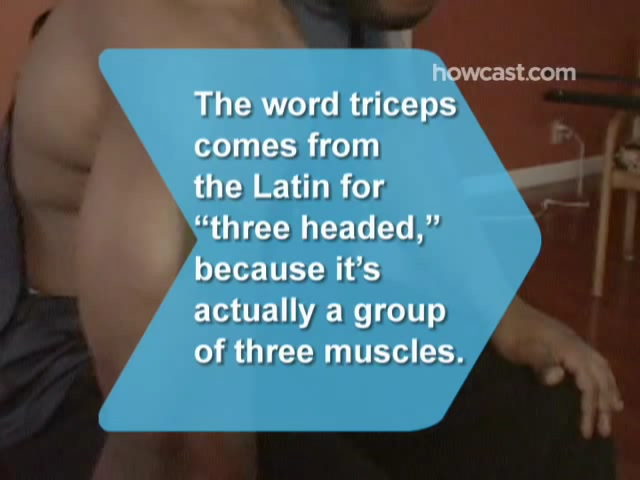 howcast.com
The word triceps
comes from
the Latin for
“three headed,”
because it’s
actually a group
of three muscles.